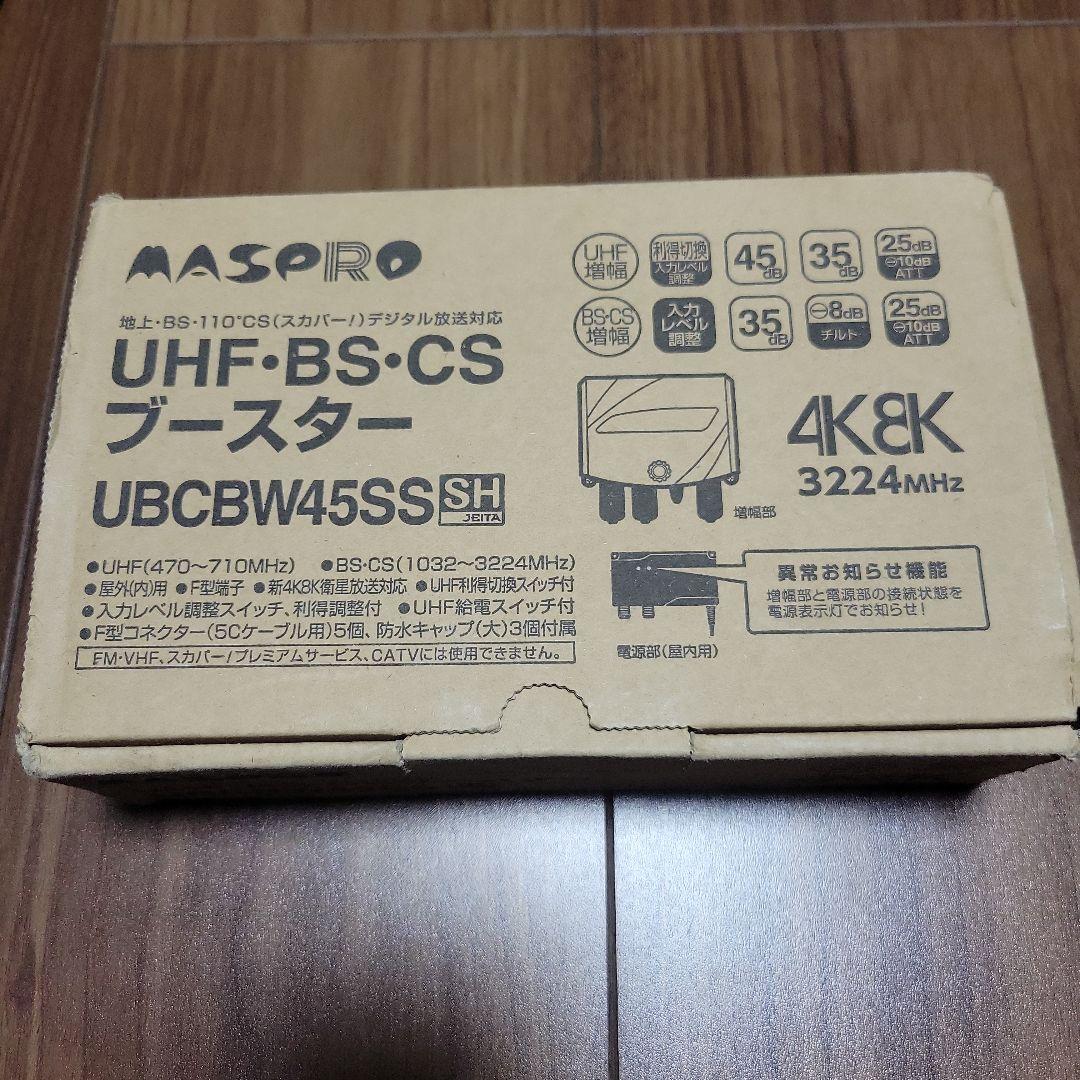 MASPRO
地上・BS・110°CS(スカパー!)デジタル放送対応
UHF・BS・CS
ブースター
UBCBW45SS SH
JEITA
●UHF(470〜710MHz) ●BS・CS(1032〜3224MHz)
●屋外(内)用 ●F型端子 ●新4K8K衛星放送対応 ●UHF利得切換スイッチ付
●入力レベル調整スイッチ、利得調整付 ●UHF給電スイッチ付
●F型コネクター(5Cケーブル用)5個、防水キャップ(大)3個付属
FM・VHF、スカパー!プレミアムサービス、CATVには使用できません。
UHF
増幅
利得切換
入力レベル
調整
45dB
35dB
25dB
⊖10dB
ATT
BS・CS
増幅
入力
レベル
調整
35dB
⊖8dB
チルト
25dB
⊖10dB
ATT
4K8K
3224MHz
増幅部
異常お知らせ機能
増幅部と電源部の接続状態を
電源表示灯でお知らせ!
電源部(屋内用)